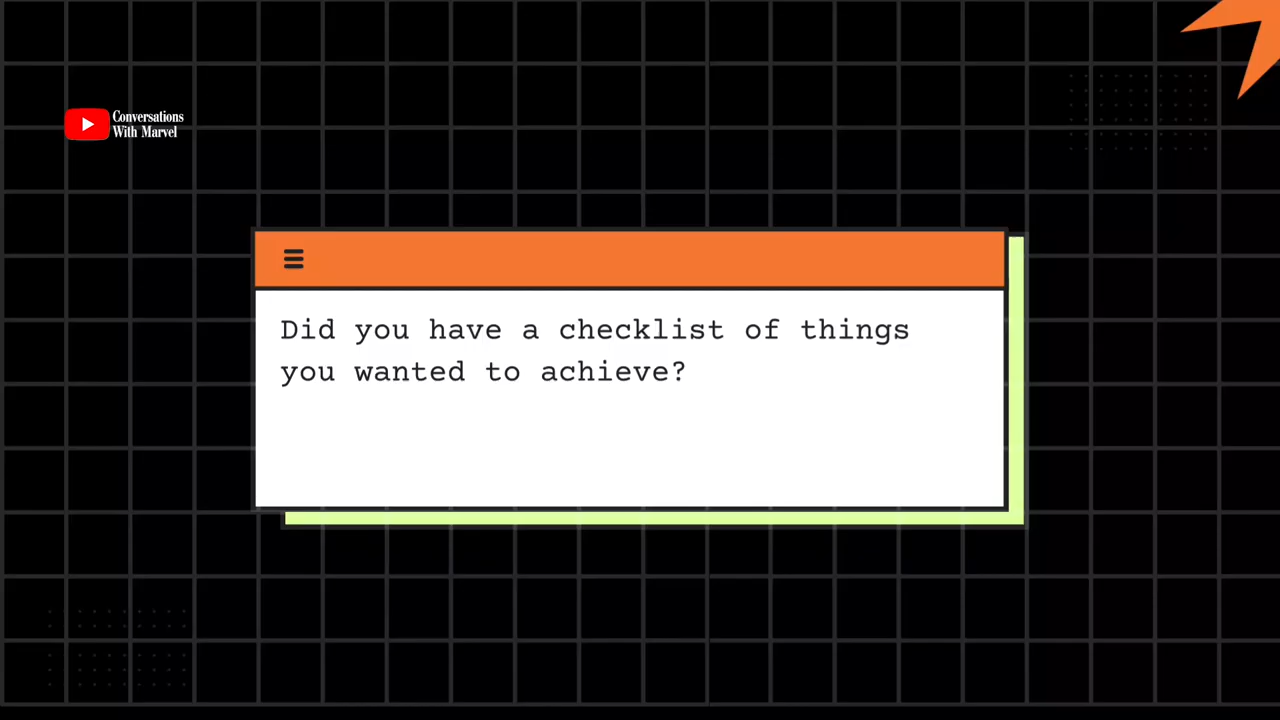 Conversations
With Marvel
Did you have a checklist of things
you wanted to achieve?